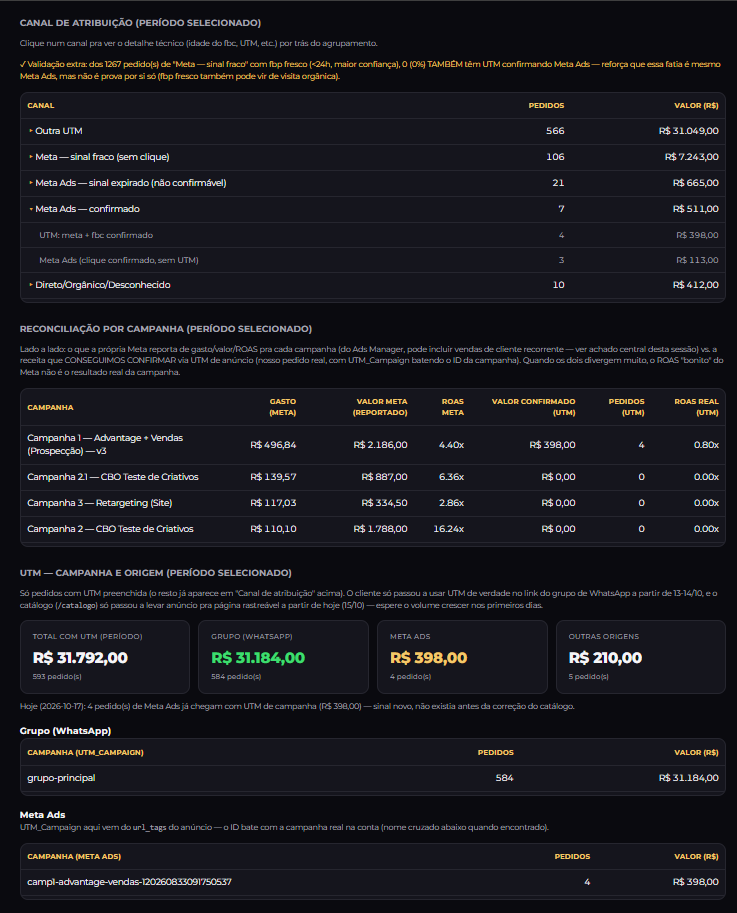 CANAL DE ATRIBUIÇÃO (PERÍODO SELECIONADO)
Clique num canal pra ver o detalhe técnico (idade do fbc, UTM, etc.) por trás do agrupamento.
✓ Validação extra: dos 1267 pedido(s) de "Meta — sinal fraco" com fbp fresco (<24h, maior confiança), 0 (0%) TAMBÉM têm UTM confirmando Meta Ads — reforça que essa fatia é mesmo
Meta Ads, mas não é prova por si só (fbp fresco também pode vir de visita orgânica).
CANAL PEDIDOS VALOR (R$)
▸ Outra UTM 566 R$ 31.049,00
▸ Meta — sinal fraco (sem clique) 106 R$ 7.243,00
▸ Meta Ads — sinal expirado (não confirmável) 21 R$ 665,00
▾ Meta Ads — confirmado 7 R$ 511,00
UTM: meta + fbc confirmado 4 R$ 398,00
Meta Ads (clique confirmado, sem UTM) 3 R$ 113,00
▸ Direto/Orgânico/Desconhecido 10 R$ 412,00
RECONCILIAÇÃO POR CAMPANHA (PERÍODO SELECIONADO)
Lado a lado: o que a própria Meta reporta de gasto/valor/ROAS pra cada campanha (do Ads Manager, pode incluir vendas de cliente recorrente — ver achado central desta sessão) vs. a
receita que CONSEGUIMOS CONFIRMAR via UTM de anúncio (nosso pedido real, com UTM_Campaign batendo o ID da campanha). Quando os dois divergem muito, o ROAS "bonito" do
Meta não é o resultado real da campanha.
CAMPANHA GASTO (META) VALOR META (REPORTADO) ROAS META VALOR CONFIRMADO (UTM) PEDIDOS (UTM) ROAS REAL (UTM)
Campanha 1 — Advantage + Vendas (Prospecção) — v3 R$ 496,84 R$ 2.186,00 4.40x R$ 398,00 4 0.80x
Campanha 2.1 — CBO Teste de Criativos R$ 139,57 R$ 887,00 6.36x R$ 0,00 0 0.00x
Campanha 3 — Retargeting (Site) R$ 117,03 R$ 334,50 2.86x R$ 0,00 0 0.00x
Campanha 2 — CBO Teste de Criativos R$ 110,10 R$ 1.788,00 16.24x R$ 0,00 0 0.00x
UTM — CAMPANHA E ORIGEM (PERÍODO SELECIONADO)
Só pedidos com UTM preenchida (o resto já aparece em "Canal de atribuição" acima). O cliente só passou a usar UTM de verdade no link do grupo de WhatsApp a partir de 13-14/10, e o
catálogo (/catalogo) só passou a levar anúncio pra página rastreável a partir de hoje (15/10) — espere o volume crescer nos primeiros dias.
TOTAL COM UTM (PERÍODO) GRUPO (WHATSAPP) META ADS OUTRAS ORIGENS
R$ 31.792,00 R$ 31.184,00 R$ 398,00 R$ 210,00
593 pedido(s) 584 pedido(s) 4 pedido(s) 5 pedido(s)
Hoje (2026-10-17): 4 pedido(s) de Meta Ads já chegam com UTM de campanha (R$ 398,00) — sinal novo, não existia antes da correção do catálogo.
Grupo (WhatsApp)
CAMPANHA (UTM_CAMPAIGN) PEDIDOS VALOR (R$)
grupo-principal 584 R$ 31.184,00
Meta Ads
UTM_Campaign aqui vem do url_tags do anúncio — o ID bate com a campanha real na conta (nome cruzado abaixo quando encontrado).
CAMPANHA (META ADS) PEDIDOS VALOR (R$)
camp1-advantage-vendas-120260833091750537 4 R$ 398,00